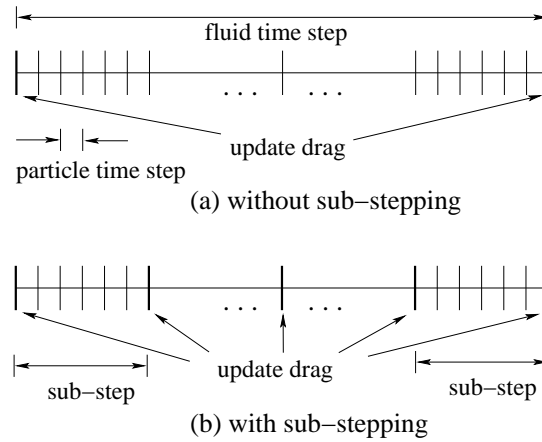 fluid time step
. . .
. . .
update drag
particle time step
(a) without sub−stepping
. . .
. . .
update drag
sub−step
sub−step
(b) with sub−stepping